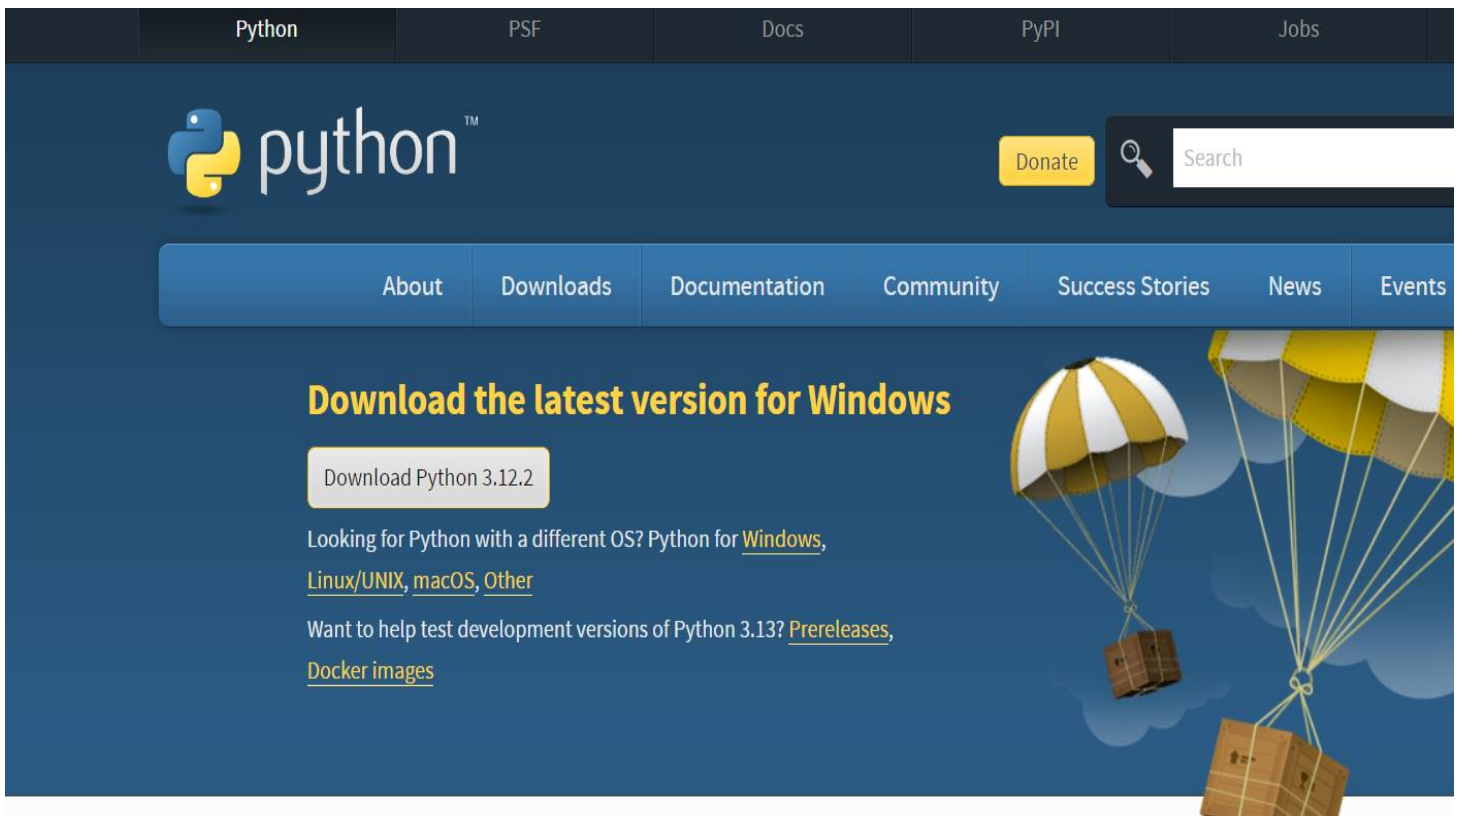 Python PSF Docs PyPI Jobs
python™
Donate Search
About Downloads Documentation Community Success Stories News Events
Download the latest version for Windows
Download Python 3.12.2
Looking for Python with a different OS? Python for Windows,
Linux/UNIX, macOS, Other
Want to help test development versions of Python 3.13? Prereleases,
Docker images